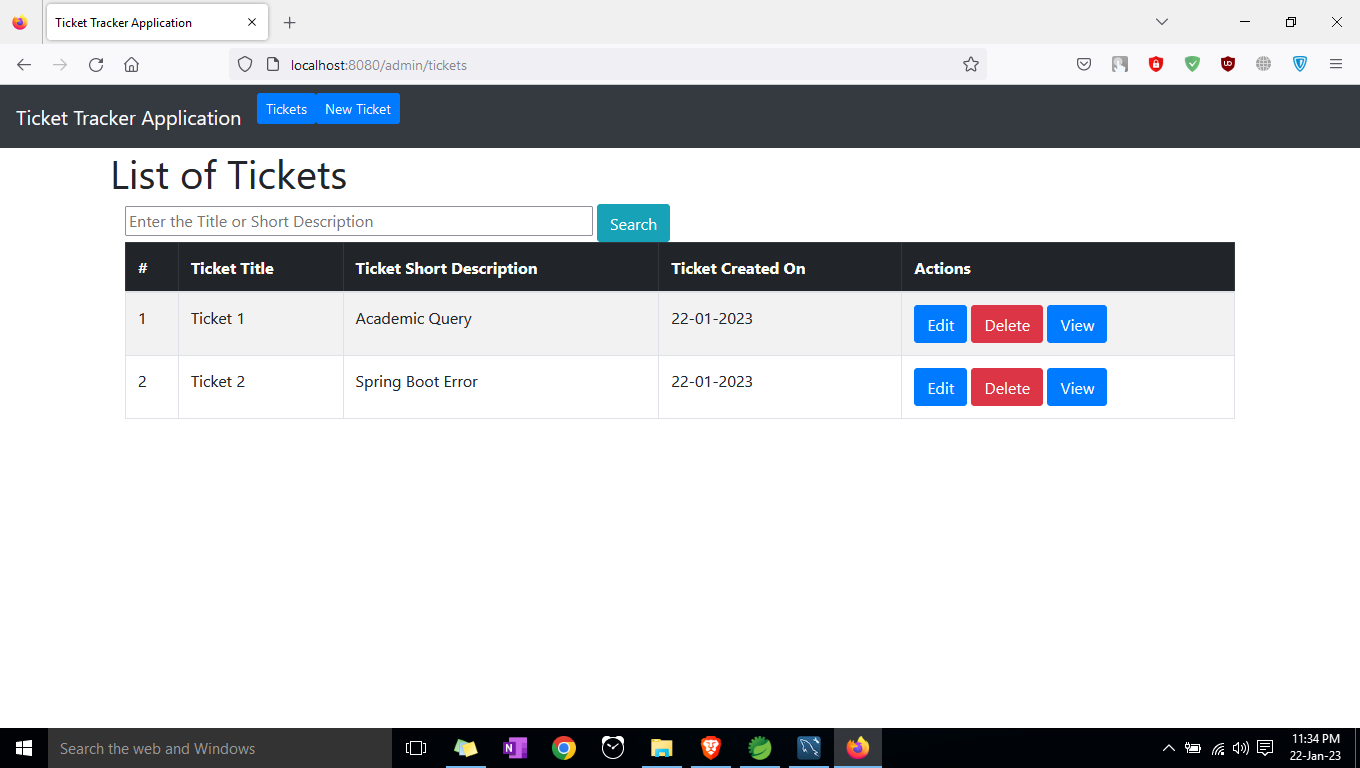 Ticket Tracker Application
localhost:8080/admin/tickets
Ticket Tracker Application Tickets New Ticket
List of Tickets
Enter the Title or Short Description Search
# Ticket Title Ticket Short Description Ticket Created On Actions
1 Ticket 1 Academic Query 22-01-2023 Edit Delete View
2 Ticket 2 Spring Boot Error 22-01-2023 Edit Delete View
Search the web and Windows
N
11:34 PM
22-Jan-23